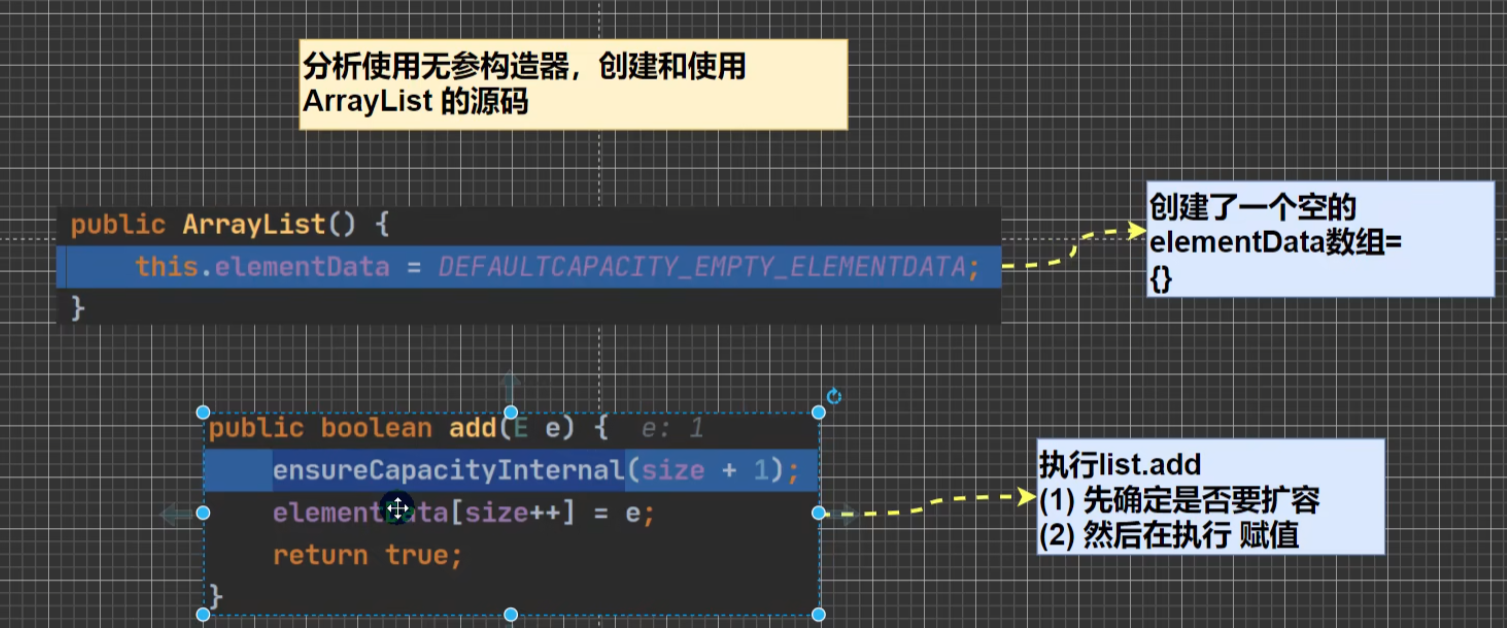 分析使用无参构造器，创建和使用
ArrayList 的源码
public ArrayList() {
this.elementData = DEFAULTCAPACITY_EMPTY_ELEMENTDATA;
}
创建了一个空的
elementData数组=
{}
public boolean add(E e) { e: 1
ensureCapacityInternal(size + 1);
elementData[size++] = e;
return true;
}
执行list.add
(1) 先确定是否要扩容
(2) 然后在执行 赋值